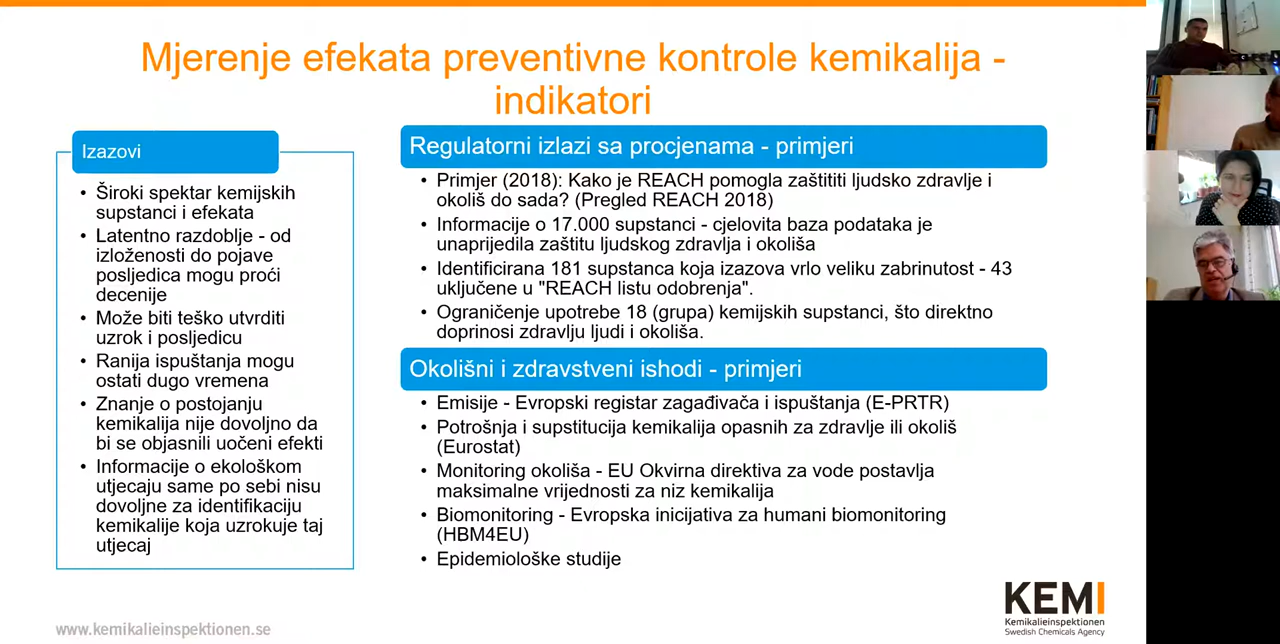 Mjerenje efekata preventivne kontrole kemikalija -
indikatori
Izazovi
• Široki spektar kemijskih
supstanci i efekata
• Latentno razdoblje - od
izloženosti do pojave
posljedica mogu proći
decenije
• Može biti teško utvrditi
uzrok i posljedicu
• Ranija ispuštanja mogu
ostati dugo vremena
• Znanje o postojanju
kemikalija nije dovoljno da
bi se objasnili uočeni efekti
• Informacije o ekološkom
utjecaju same po sebi nisu
dovoljne za identifikaciju
kemikalije koja uzrokuje taj
utjecaj
Regulatorni izlazi sa procjenama - primjeri
• Primjer (2018): Kako je REACH pomogla zaštititi ljudsko zdravlje i
okoliš do sada? (Pregled REACH 2018)
• Informacije o 17.000 supstanci - cjelovita baza podataka je
unaprijedila zaštitu ljudskog zdravlja i okoliša
• Identificirana 181 supstanca koja izazova vrlo veliku zabrinutost - 43
uključene u "REACH listu odobrenja".
• Ograničenje upotrebe 18 (grupa) kemijskih supstanci, što direktno
doprinosi zdravlju ljudi i okoliša.
Okolišni i zdravstveni ishodi - primjeri
• Emisije - Evropski registar zagađivača i ispuštanja (E-PRTR)
• Potrošnja i supstitucija kemikalija opasnih za zdravlje ili okoliš
(Eurostat)
• Monitoring okoliša - EU Okvirna direktiva za vode postavlja
maksimalne vrijednosti za niz kemikalija
• Biomonitoring - Evropska inicijativa za humani biomonitoring
(HBM4EU)
• Epidemiološke studije
www.kemikalieinspektionen.se
KEMI
Kemikalieinspektionen
Swedish Chemicals Agency